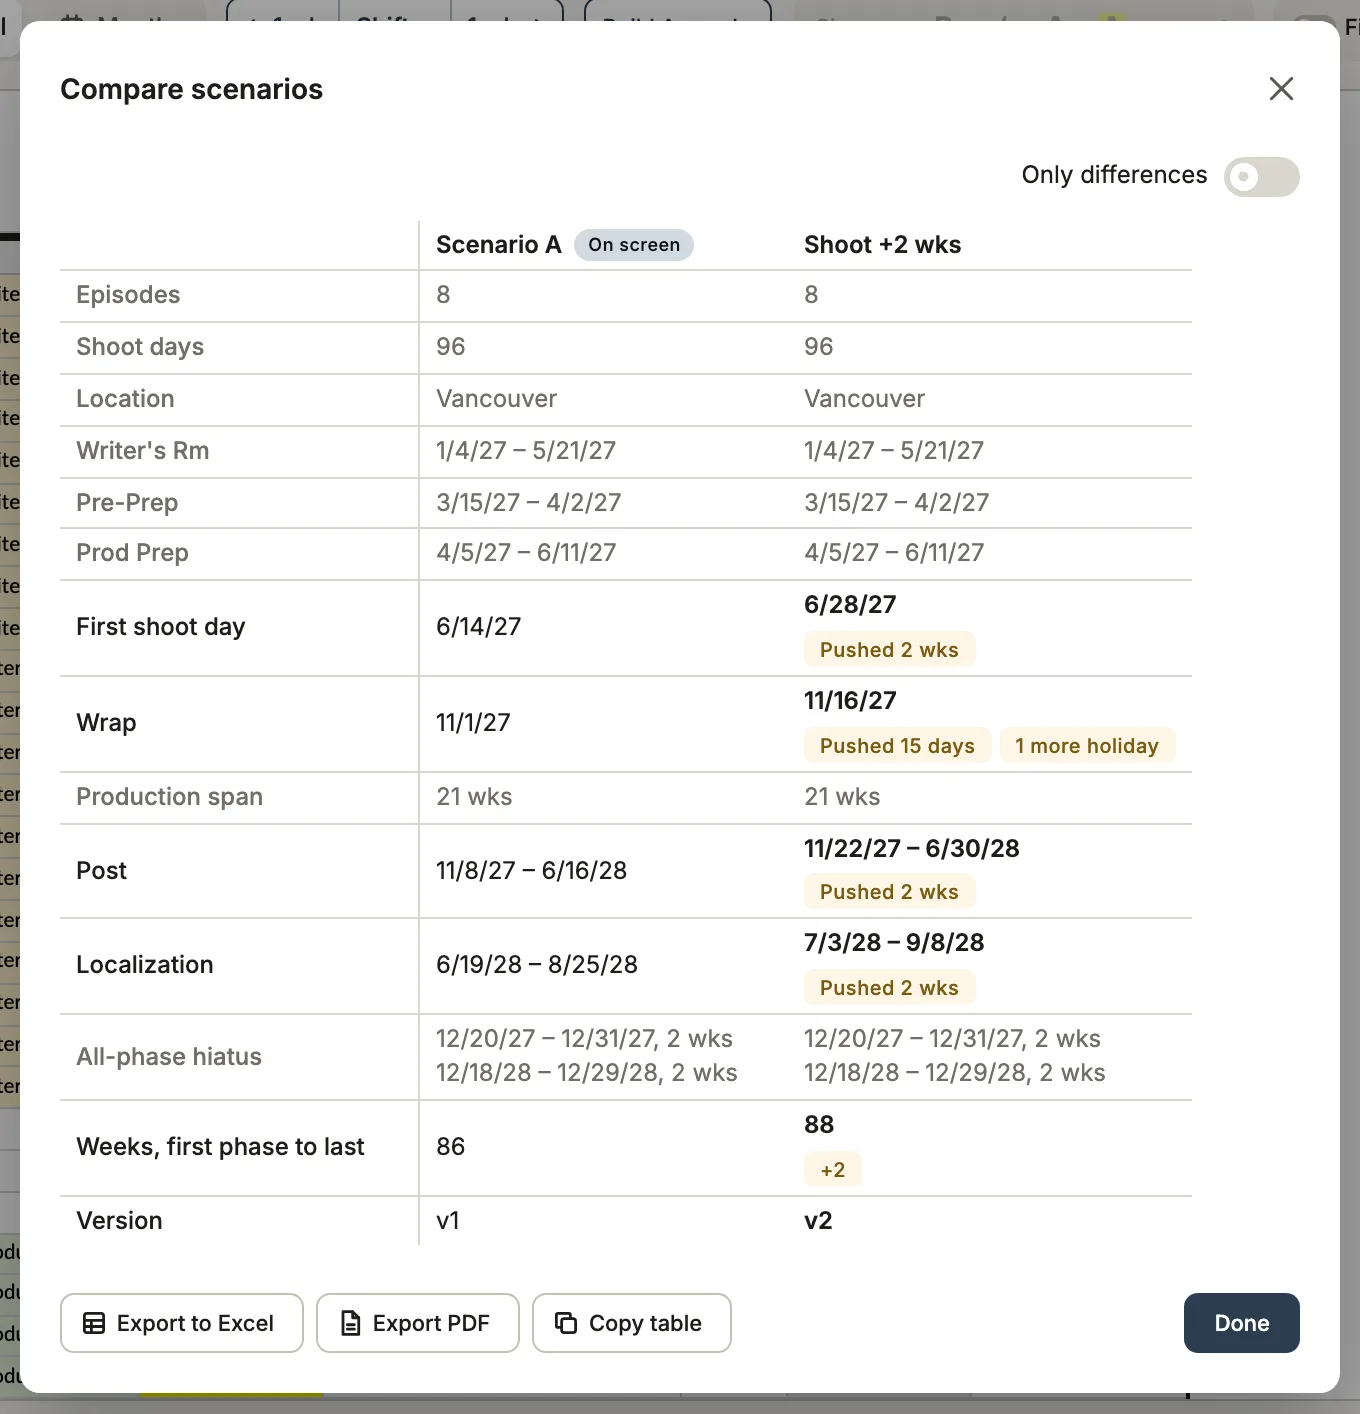 Compare scenarios
Only differences
Scenario A On screen Shoot +2 wks
Episodes 8 8
Shoot days 96 96
Location Vancouver Vancouver
Writer's Rm 1/4/27 – 5/21/27 1/4/27 – 5/21/27
Pre-Prep 3/15/27 – 4/2/27 3/15/27 – 4/2/27
Prod Prep 4/5/27 – 6/11/27 4/5/27 – 6/11/27
First shoot day 6/14/27 6/28/27
Pushed 2 wks
Wrap 11/1/27 11/16/27
Pushed 15 days 1 more holiday
Production span 21 wks 21 wks
Post 11/8/27 – 6/16/28 11/22/27 – 6/30/28
Pushed 2 wks
Localization 6/19/28 – 8/25/28 7/3/28 – 9/8/28
Pushed 2 wks
All-phase hiatus 12/20/27 – 12/31/27, 2 wks 12/20/27 – 12/31/27, 2 wks
12/18/28 – 12/29/28, 2 wks 12/18/28 – 12/29/28, 2 wks
Weeks, first phase to last 86 88
+2
Version v1 v2
Export to Excel Export PDF Copy table Done